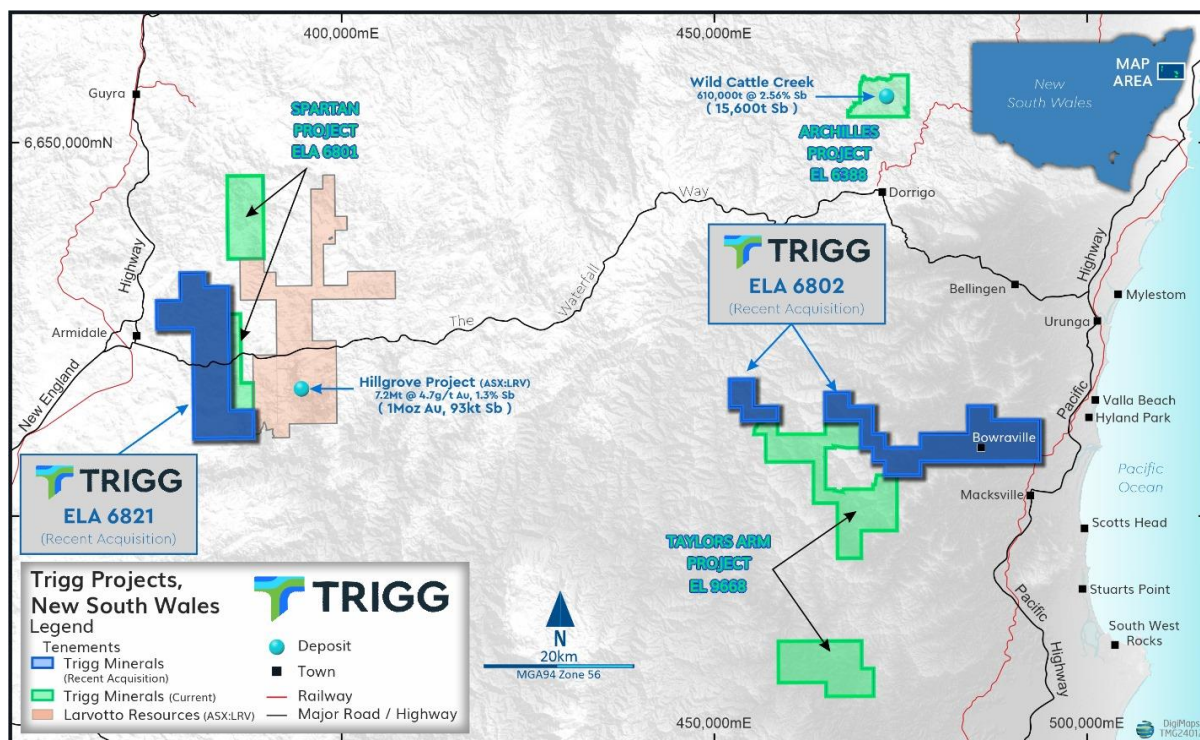 400,000mE
450,000mE
Guyra
6,650,000mN
SPARTAN
PROJECT
ELA 6801
Wild Cattle Creek
610,000t @ 2.56% Sb
( 15,600t Sb )
ARCHILLES
PROJECT
EL 6388
New
South Wales
MAP
AREA
Dorrigo
The Waterfall Way
Highway
Armidale
New England
TRIGG
ELA 6802
(Recent Acquisition)
Bellingen
Highway
Mylestom
Urunga
Pacific
Valla Beach
Hyland Park
Hillgrove Project (ASX:LRV)
7.2Mt @ 4.7g/t Au, 1.3% Sb
( 1Moz Au, 93kt Sb )
Bowraville
Pacific
Ocean
Macksville
TRIGG
ELA 6821
(Recent Acquisition)
Scotts Head
TAYLORS ARM
PROJECT
EL 9668
Pacific
Highway
Stuarts Point
South West
Rocks
Trigg Projects,
New South Wales
Legend
Tenements
Trigg Minerals
(Recent Acquisition)
Trigg Minerals (Current)
Larvotto Resources (ASX:LRV)
TRIGG
Deposit
Town
Railway
Major Road / Highway
N
20km
MGA94 Zone 56
450,000mE
500,000mE
DigiMaps